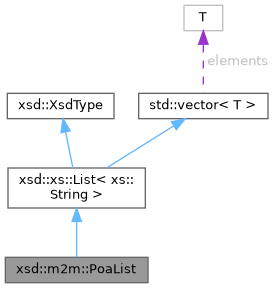 T
elements
xsd::XsdType
std::vector< T >
xsd::xs::List< xs::
String >
xsd::m2m::PoaList